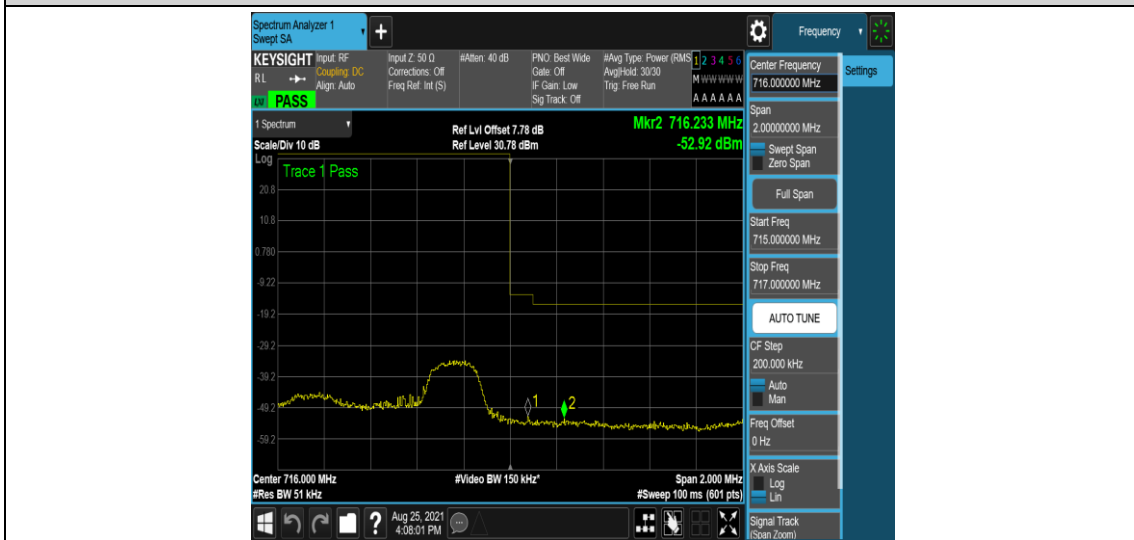 Spectrum Analyzer 1
Swept SA
+
Frequency
KEYSIGHT
RL
LXI
PASS
Input: RF
Coupling: DC
Align: Auto
Input Z: 50 Ω
Corrections: Off
Freq Ref: Int (S)
#Atten: 40 dB
PNO: Best Wide
Gate: Off
IF Gain: Low
Sig Track: Off
#Avg Type: Power (RMS
Avg|Hold: 30/30
Trig: Free Run
1 2 3 4 5 6
M W W W W W
A A A A A A
1 Spectrum
Scale/Div 10 dB
Ref Lvl Offset 7.78 dB
Ref Level 30.78 dBm
Mkr2 716.233 MHz
-52.92 dBm
Log
Trace 1 Pass
20.8
10.8
0.780
-9.22
-19.2
-29.2
-39.2
-49.2
-59.2
1
2
Center 716.000 MHz
#Res BW 51 kHz
#Video BW 150 kHz*
Span 2.000 MHz
#Sweep 100 ms (601 pts)
?
Aug 25, 2021
4:08:01 PM
Center Frequency
716.000000 MHz
Settings
Span
2.00000000 MHz
Swept Span
Zero Span
Full Span
Start Freq
715.000000 MHz
Stop Freq
717.000000 MHz
AUTO TUNE
CF Step
200.000 kHz
Auto
Man
Freq Offset
0 Hz
X Axis Scale
Log
Lin
Signal Track
(Span Zoom)